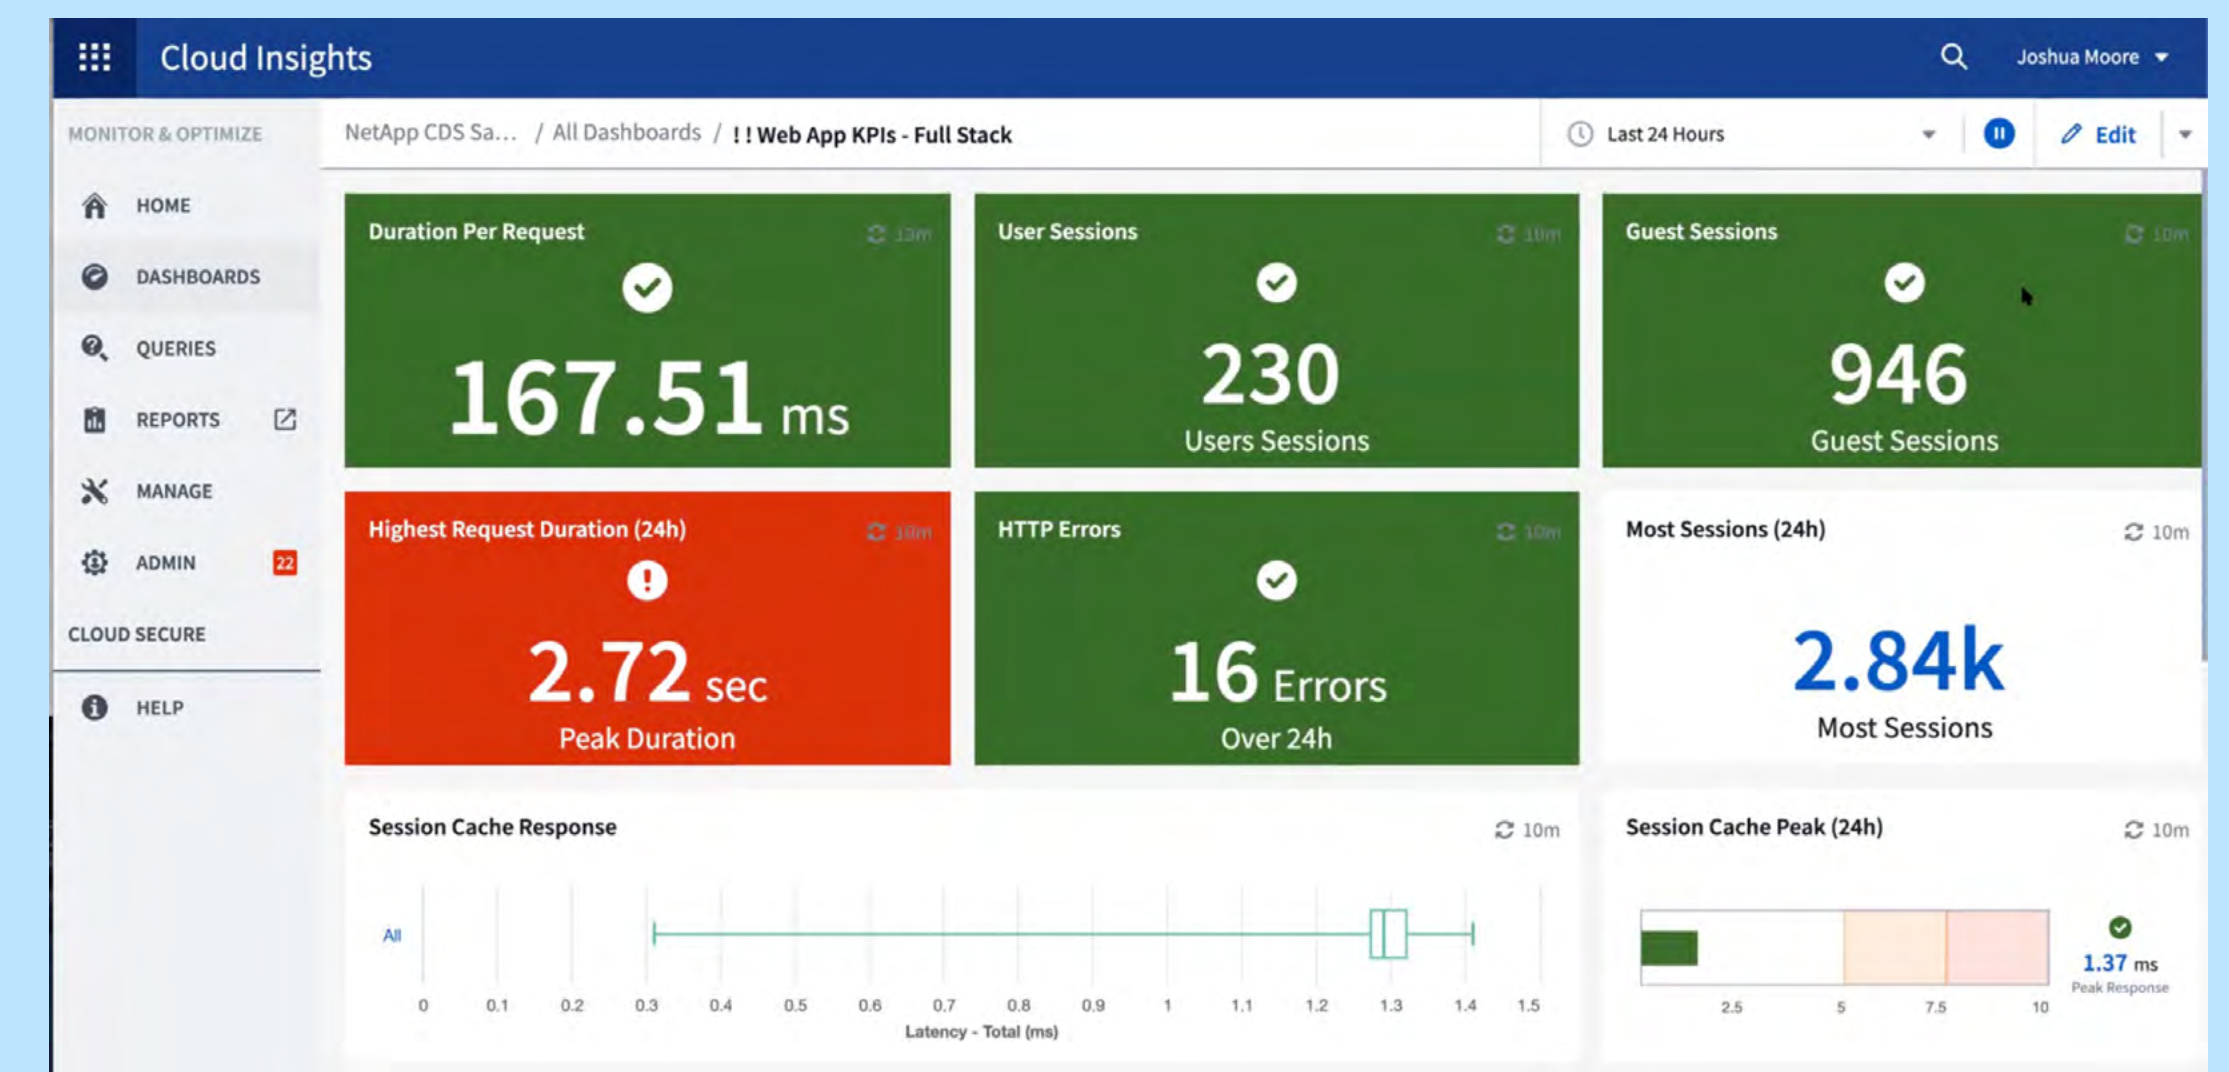 Cloud Insights
Joshua Moore
MONITOR & OPTIMIZE
NetApp CDS Sa... / All Dashboards / !! Web App KPIs - Full Stack
Last 24 Hours
Edit
HOME
DASHBOARDS
QUERIES
REPORTS
MANAGE
ADMIN 22
CLOUD SECURE
HELP
Duration Per Request
10m
167.51 ms
User Sessions
10m
230
Users Sessions
Guest Sessions
10m
946
Guest Sessions
Highest Request Duration (24h)
10m
2.72 sec
Peak Duration
HTTP Errors
10m
16 Errors
Over 24h
Most Sessions (24h)
10m
2.84k
Most Sessions
Session Cache Response
10m
All
0 0.1 0.2 0.3 0.4 0.5 0.6 0.7 0.8 0.9 1 1.1 1.2 1.3 1.4 1.5
Latency - Total (ms)
Session Cache Peak (24h)
10m
1.37 ms
Peak Response
2.5 5 7.5 10